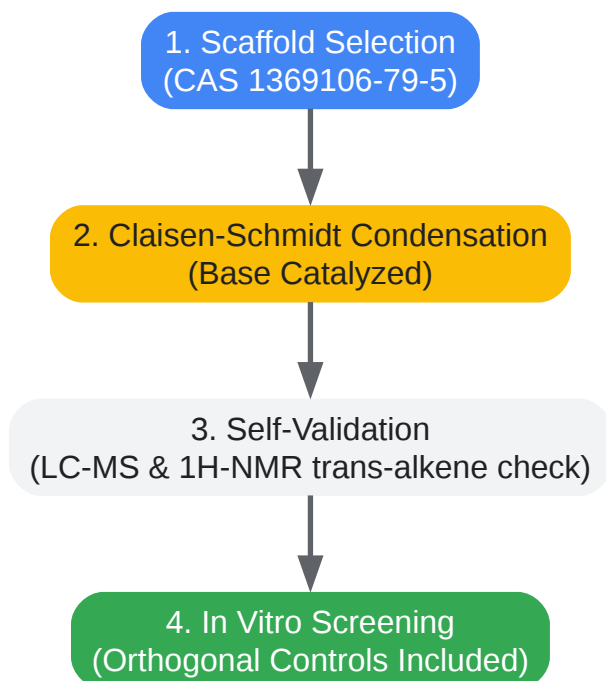 1. Scaffold Selection
(CAS 1369106-79-5)
2. Claisen-Schmidt Condensation
(Base Catalyzed)
3. Self-Validation
(LC-MS & 1H-NMR trans-alkene check)
4. In Vitro Screening
(Orthogonal Controls Included)